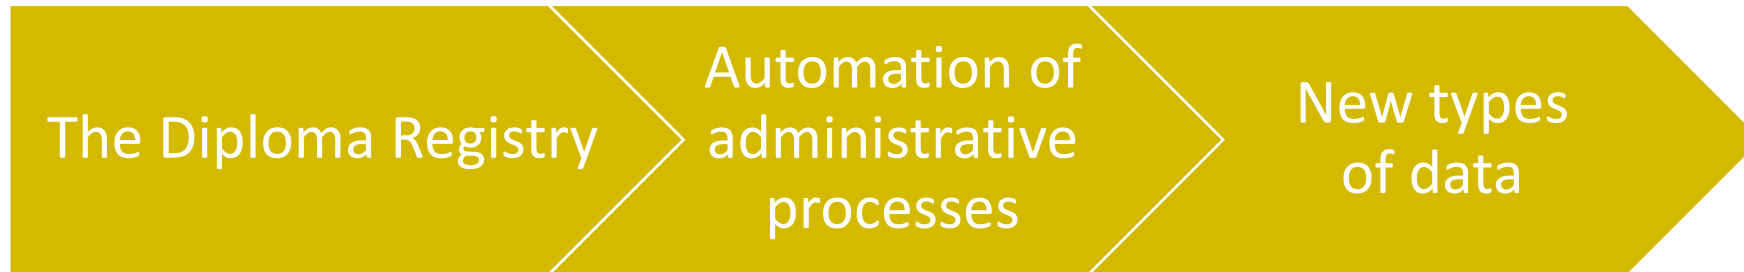 The Diploma Registry
Automation of
administrative
processes
New types
of data